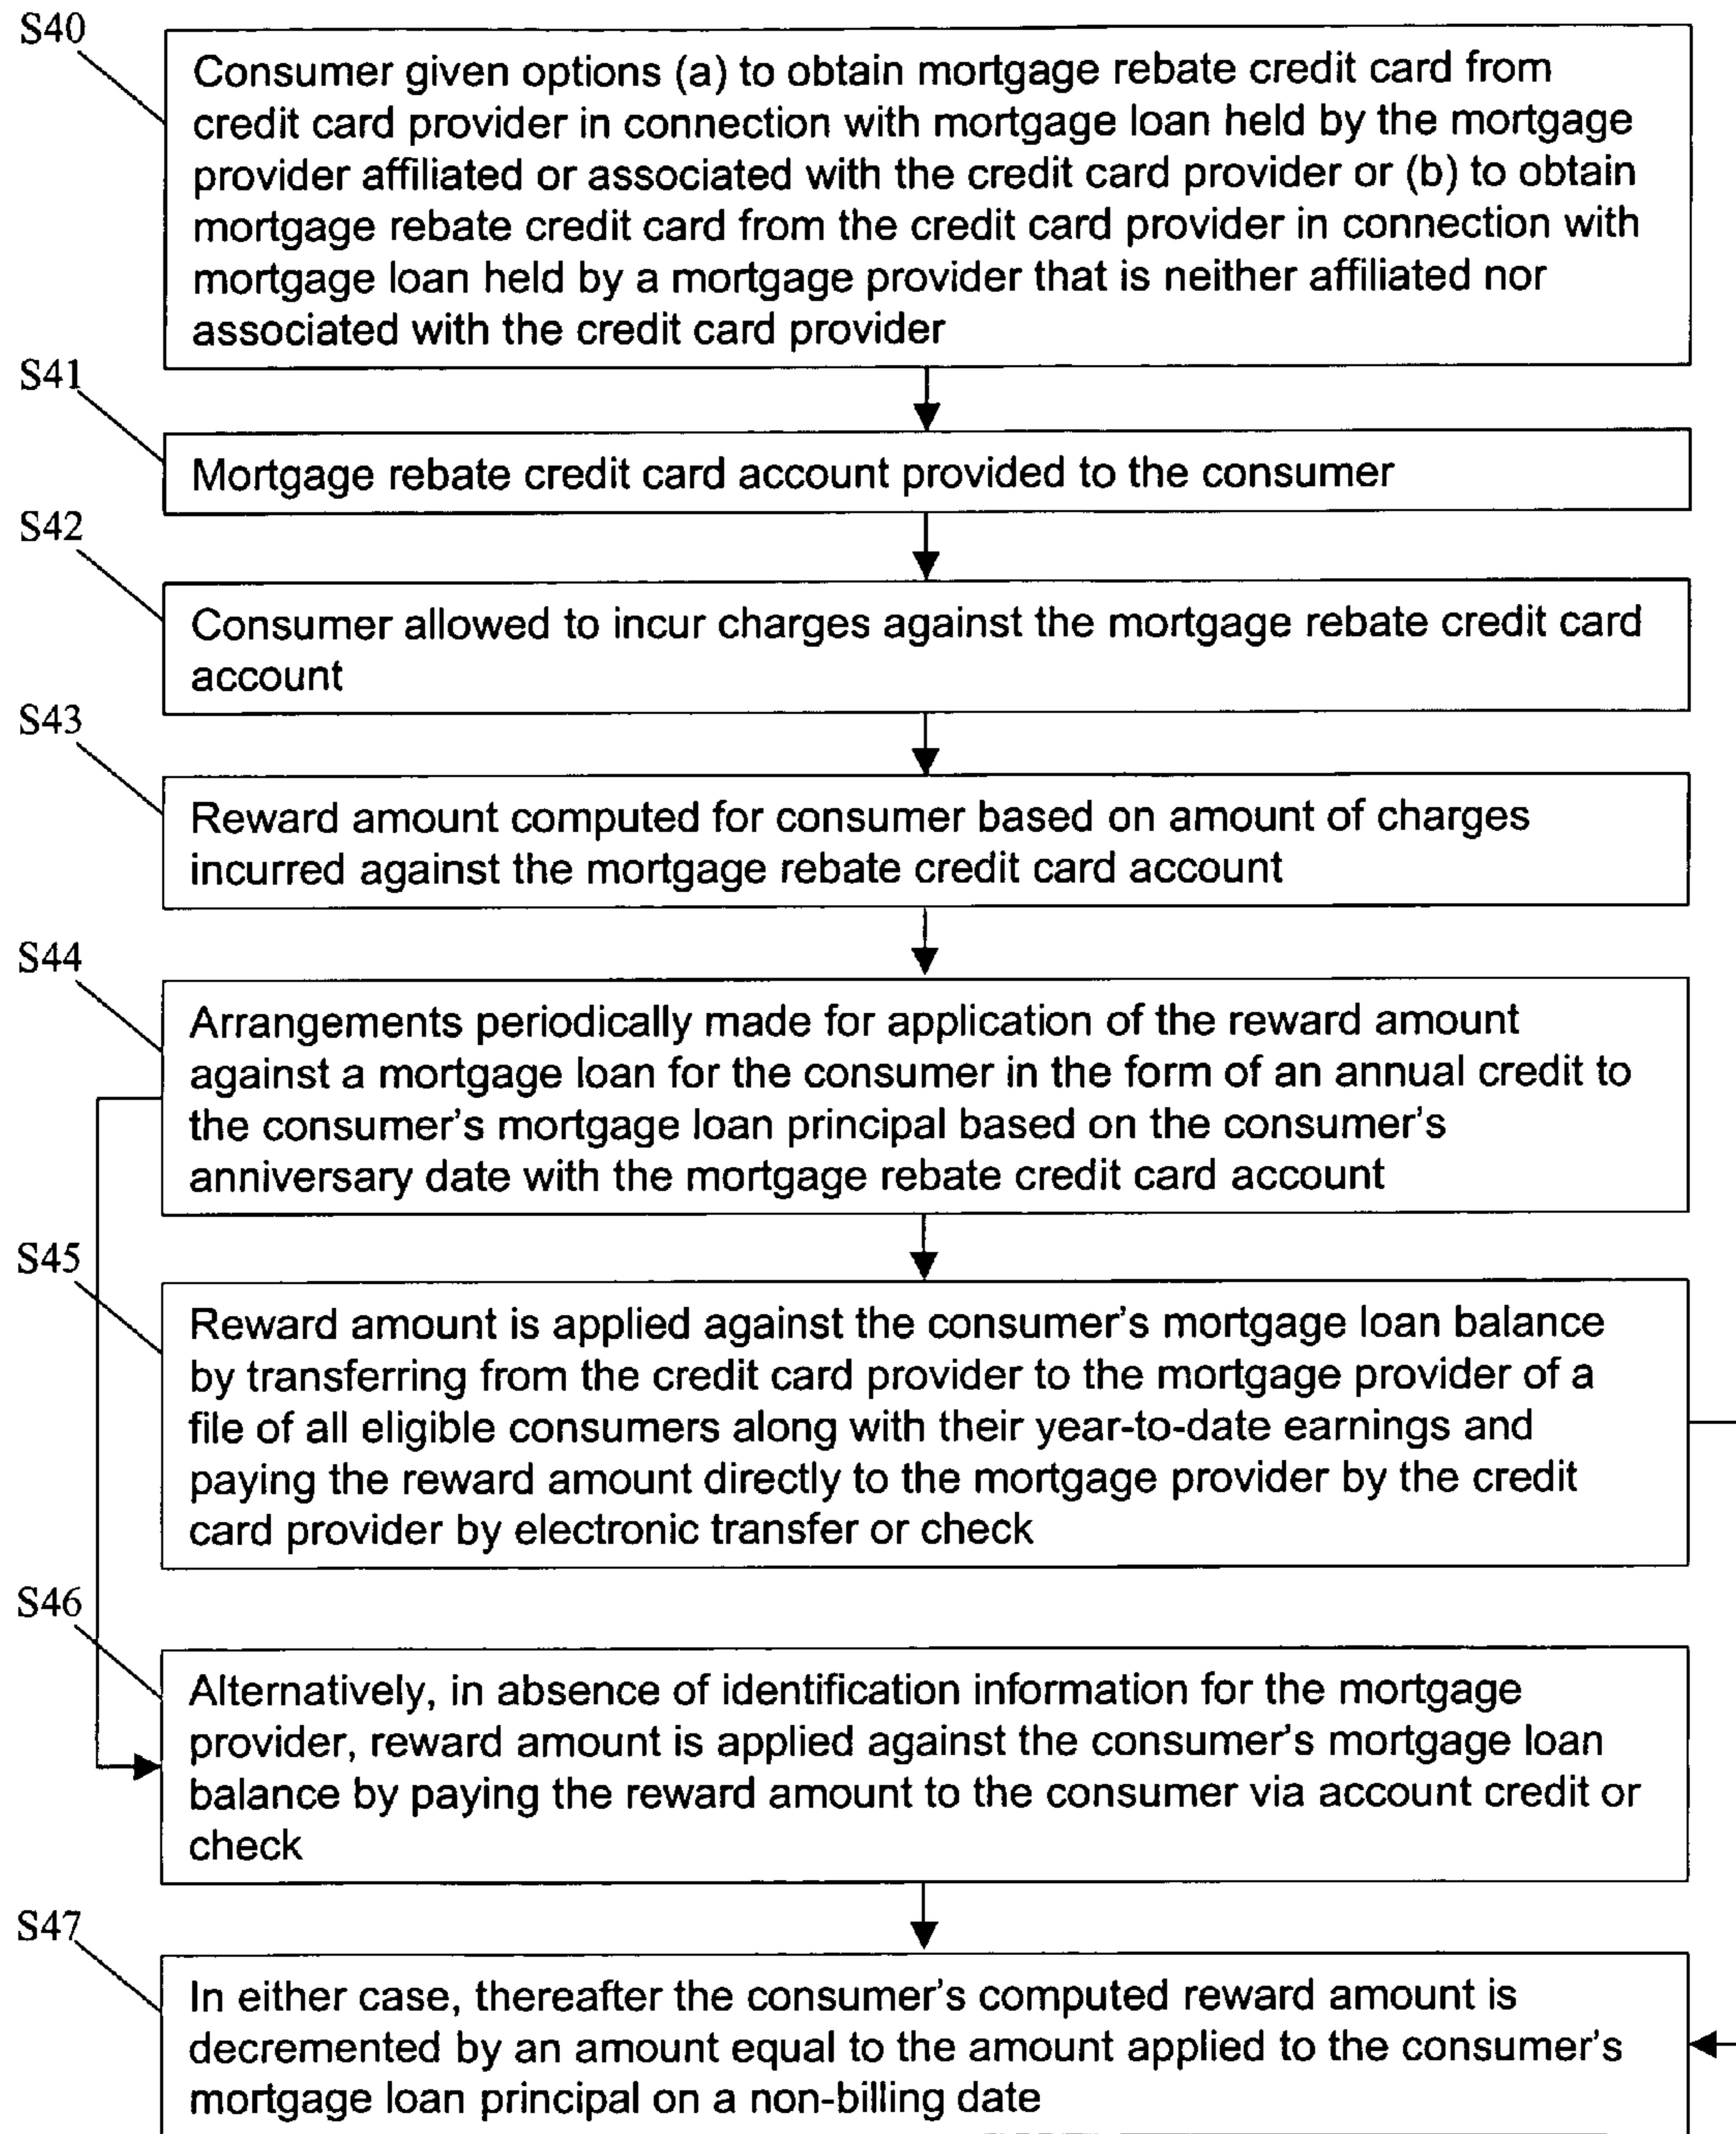 S40
Consumer given options (a) to obtain mortgage rebate credit card from
credit card provider in connection with mortgage loan held by the mortgage
provider affiliated or associated with the credit card provider or (b) to obtain
mortgage rebate credit card from the credit card provider in connection with
mortgage loan held by a mortgage provider that is neither affiliated nor
associated with the credit card provider
S41
Mortgage rebate credit card account provided to the consumer
S42
Consumer allowed to incur charges against the mortgage rebate credit card
account
S43
Reward amount computed for consumer based on amount of charges
incurred against the mortgage rebate credit card account
S44
Arrangements periodically made for application of the reward amount
against a mortgage loan for the consumer in the form of an annual credit to
the consumer's mortgage loan principal based on the consumer's
anniversary date with the mortgage rebate credit card account
S45
Reward amount is applied against the consumer's mortgage loan balance
by transferring from the credit card provider to the mortgage provider of a
file of all eligible consumers along with their year-to-date earnings and
paying the reward amount directly to the mortgage provider by the credit
card provider by electronic transfer or check
S46
Alternatively, in absence of identification information for the mortgage
provider, reward amount is applied against the consumer's mortgage loan
balance by paying the reward amount to the consumer via account credit or
check
S47
In either case, thereafter the consumer's computed reward amount is
decremented by an amount equal to the amount applied to the consumer's
mortgage loan principal on a non-billing date